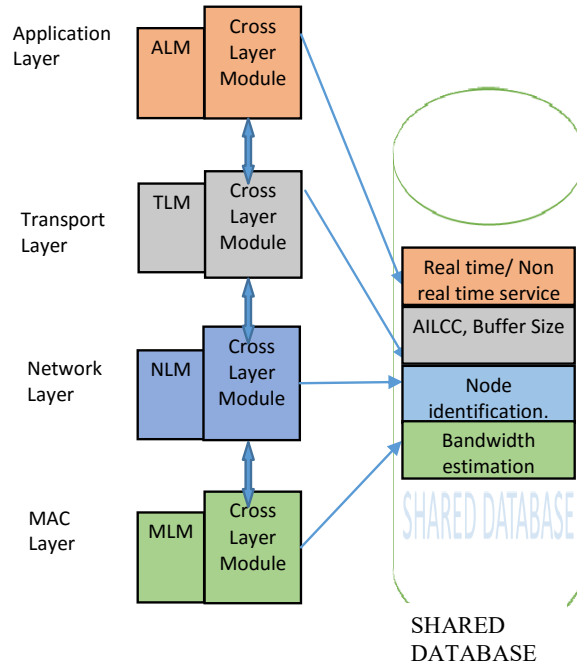 Application
Layer
ALM
Cross
Layer
Module
Transport
Layer
TLM
Cross
Layer
Module
Network
Layer
NLM
Cross
Layer
Module
MAC
Layer
MLM
Cross
Layer
Module
Real time/ Non
real time service
AILCC, Buffer Size
Node
identification.
Bandwidth
estimation
SHARED DATABASE
SHARED
DATABASE